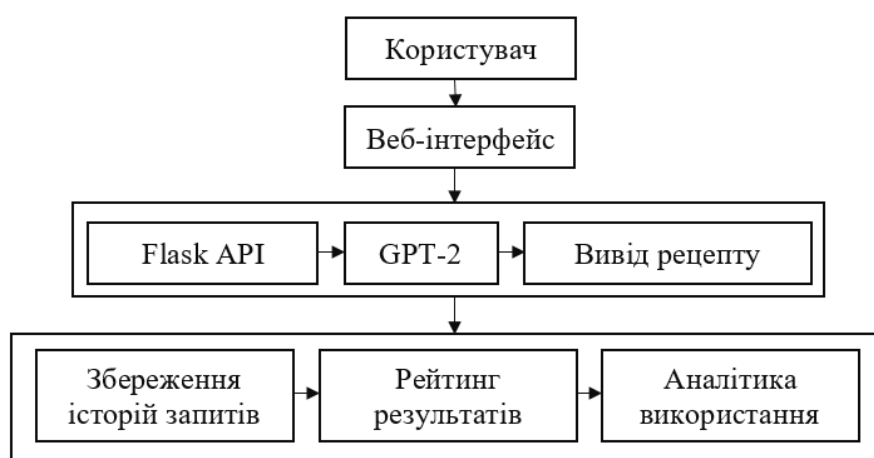 Користувач
Веб-інтерфейс
Flask API
GPT-2
Вивід рецепту
Збереження
історій запитів
Рейтинг
результатів
Аналітика
використання